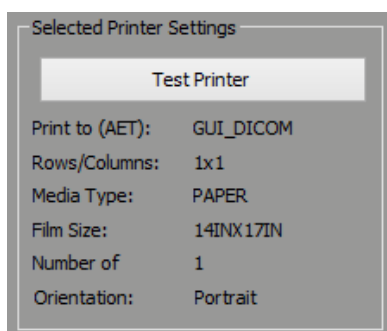 Selected Printer Settings
Test Printer
Print to (AET): GUI_DICOM
Rows/Columns: 1x1
Media Type: PAPER
Film Size: 14INX17IN
Number of 1
Orientation: Portrait